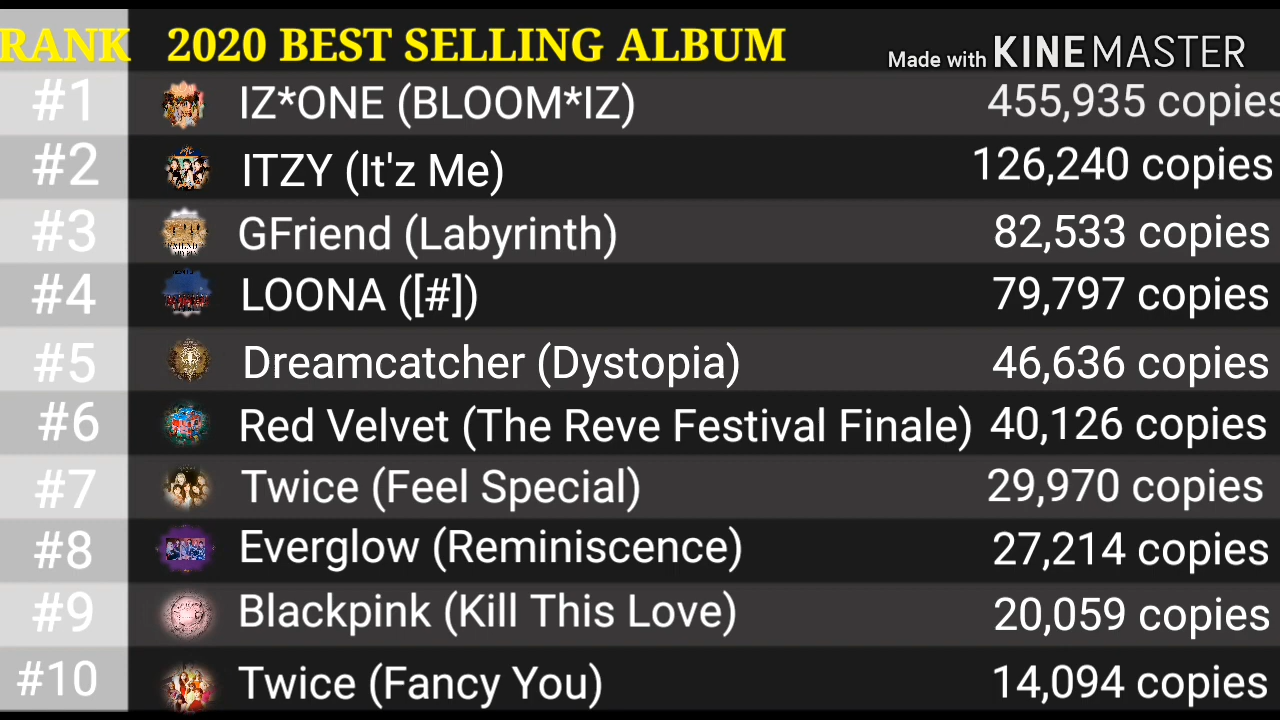 RANK 2020 BEST SELLING ALBUM Made with KINEMASTER
#1 IZ*ONE (BLOOM*IZ) 455,935 copies
#2 ITZY (It'z Me) 126,240 copies
#3 GFriend (Labyrinth) 82,533 copies
#4 LOONA ([#]) 79,797 copies
#5 Dreamcatcher (Dystopia) 46,636 copies
#6 Red Velvet (The Reve Festival Finale) 40,126 copies
#7 Twice (Feel Special) 29,970 copies
#8 Everglow (Reminiscence) 27,214 copies
#9 Blackpink (Kill This Love) 20,059 copies
#10 Twice (Fancy You) 14,094 copies